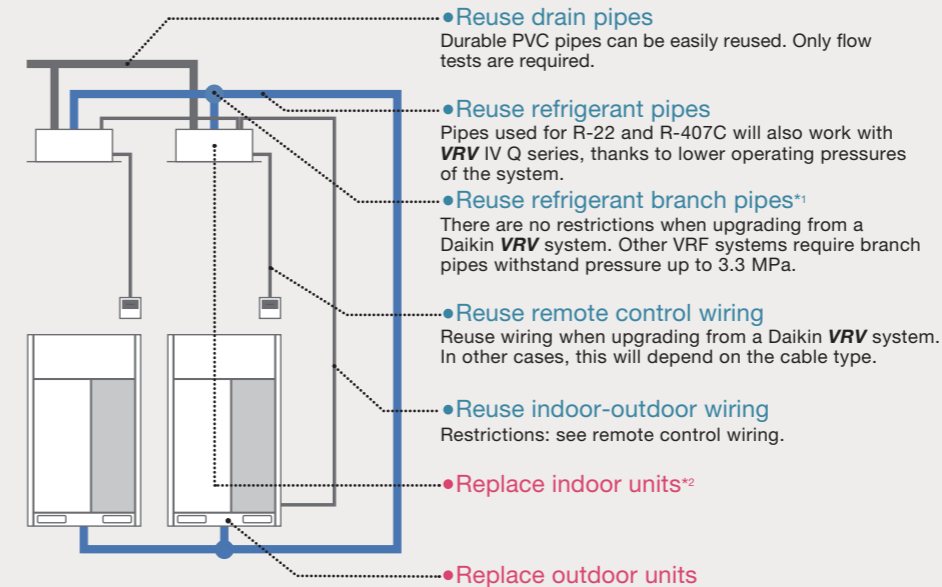 ●Reuse drain pipes
Durable PVC pipes can be easily reused. Only flow
tests are required.
●Reuse refrigerant pipes
Pipes used for R-22 and R-407C will also work with
VRV IV Q series, thanks to lower operating pressures
of the system.
●Reuse refrigerant branch pipes*1
There are no restrictions when upgrading from a
Daikin VRV system. Other VRF systems require branch
pipes withstand pressure up to 3.3 MPa.
●Reuse remote control wiring
Reuse wiring when upgrading from a Daikin VRV system.
In other cases, this will depend on the cable type.
●Reuse indoor-outdoor wiring
Restrictions: see remote control wiring.
●Replace indoor units*2
●Replace outdoor units